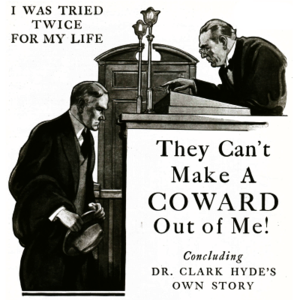 I WAS TRIED
TWICE
FOR MY LIFE
They Can't
Make A
COWARD
Out of Me!
Concluding
DR. CLARK HYDE'S
OWN STORY